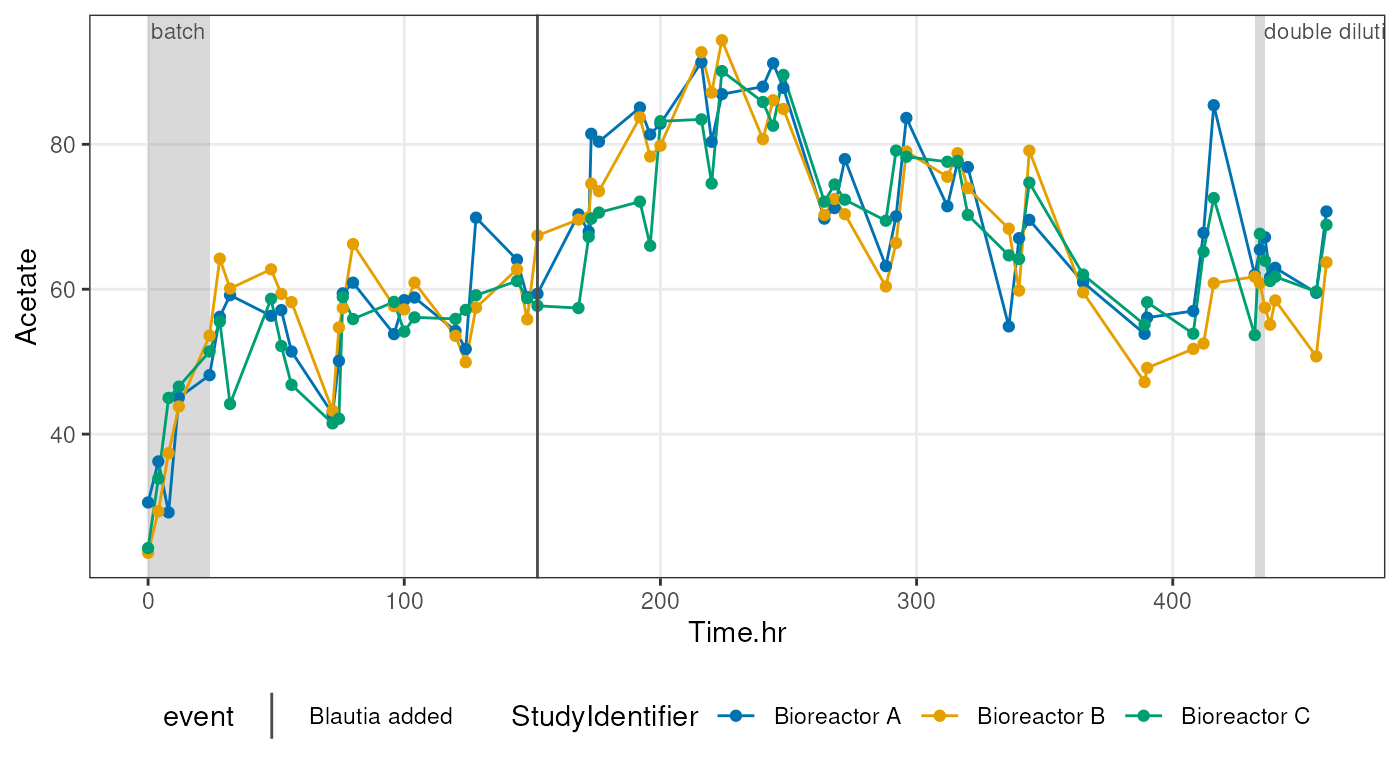 batch
double diluti
80
60
40
Acetate
0
100
200
300
400
Time.hr
event
Blautia added
StudyIdentifier
Bioreactor A
Bioreactor B
Bioreactor C